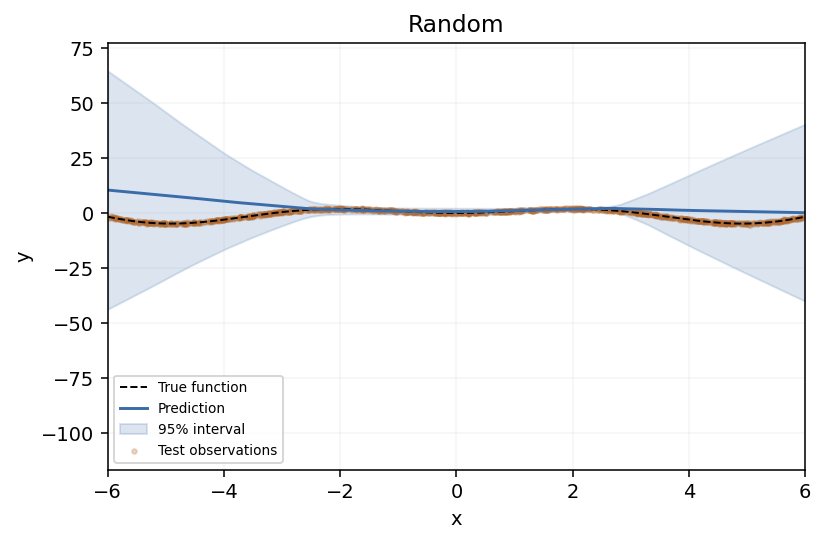 Random
75
50
25
0
−25
−50
−75
−100
y
True function
Prediction
95% interval
Test observations
−6
−4
−2
0
2
4
6
x